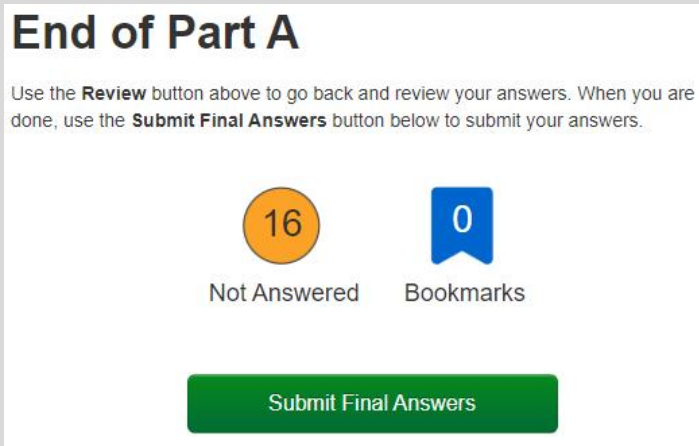 End of Part A
Use the Review button above to go back and review your answers. When you are
done, use the Submit Final Answers button below to submit your answers.
16
0
Not Answered
Bookmarks
Submit Final Answers